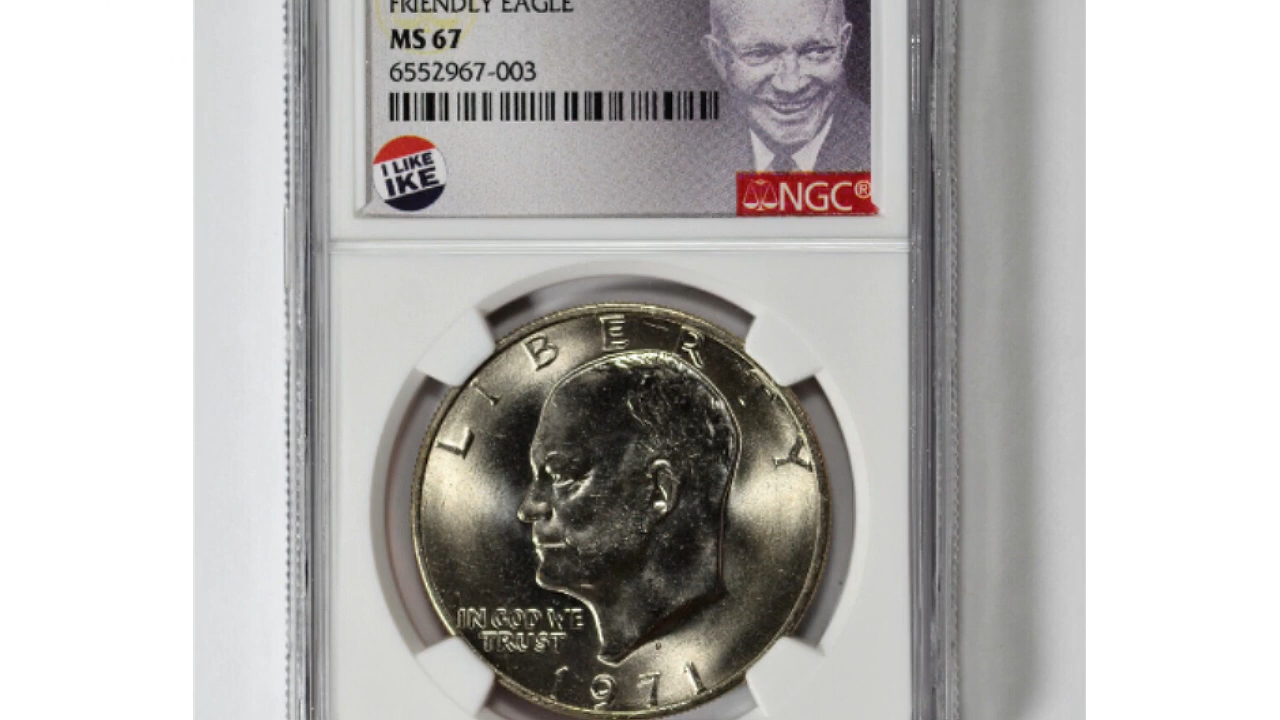 FRIENDLY EAGLE
MS 67
6552967-003
I LIKE
IKE
NGC®
LIBERTY
IN GOD WE
TRUST
1971